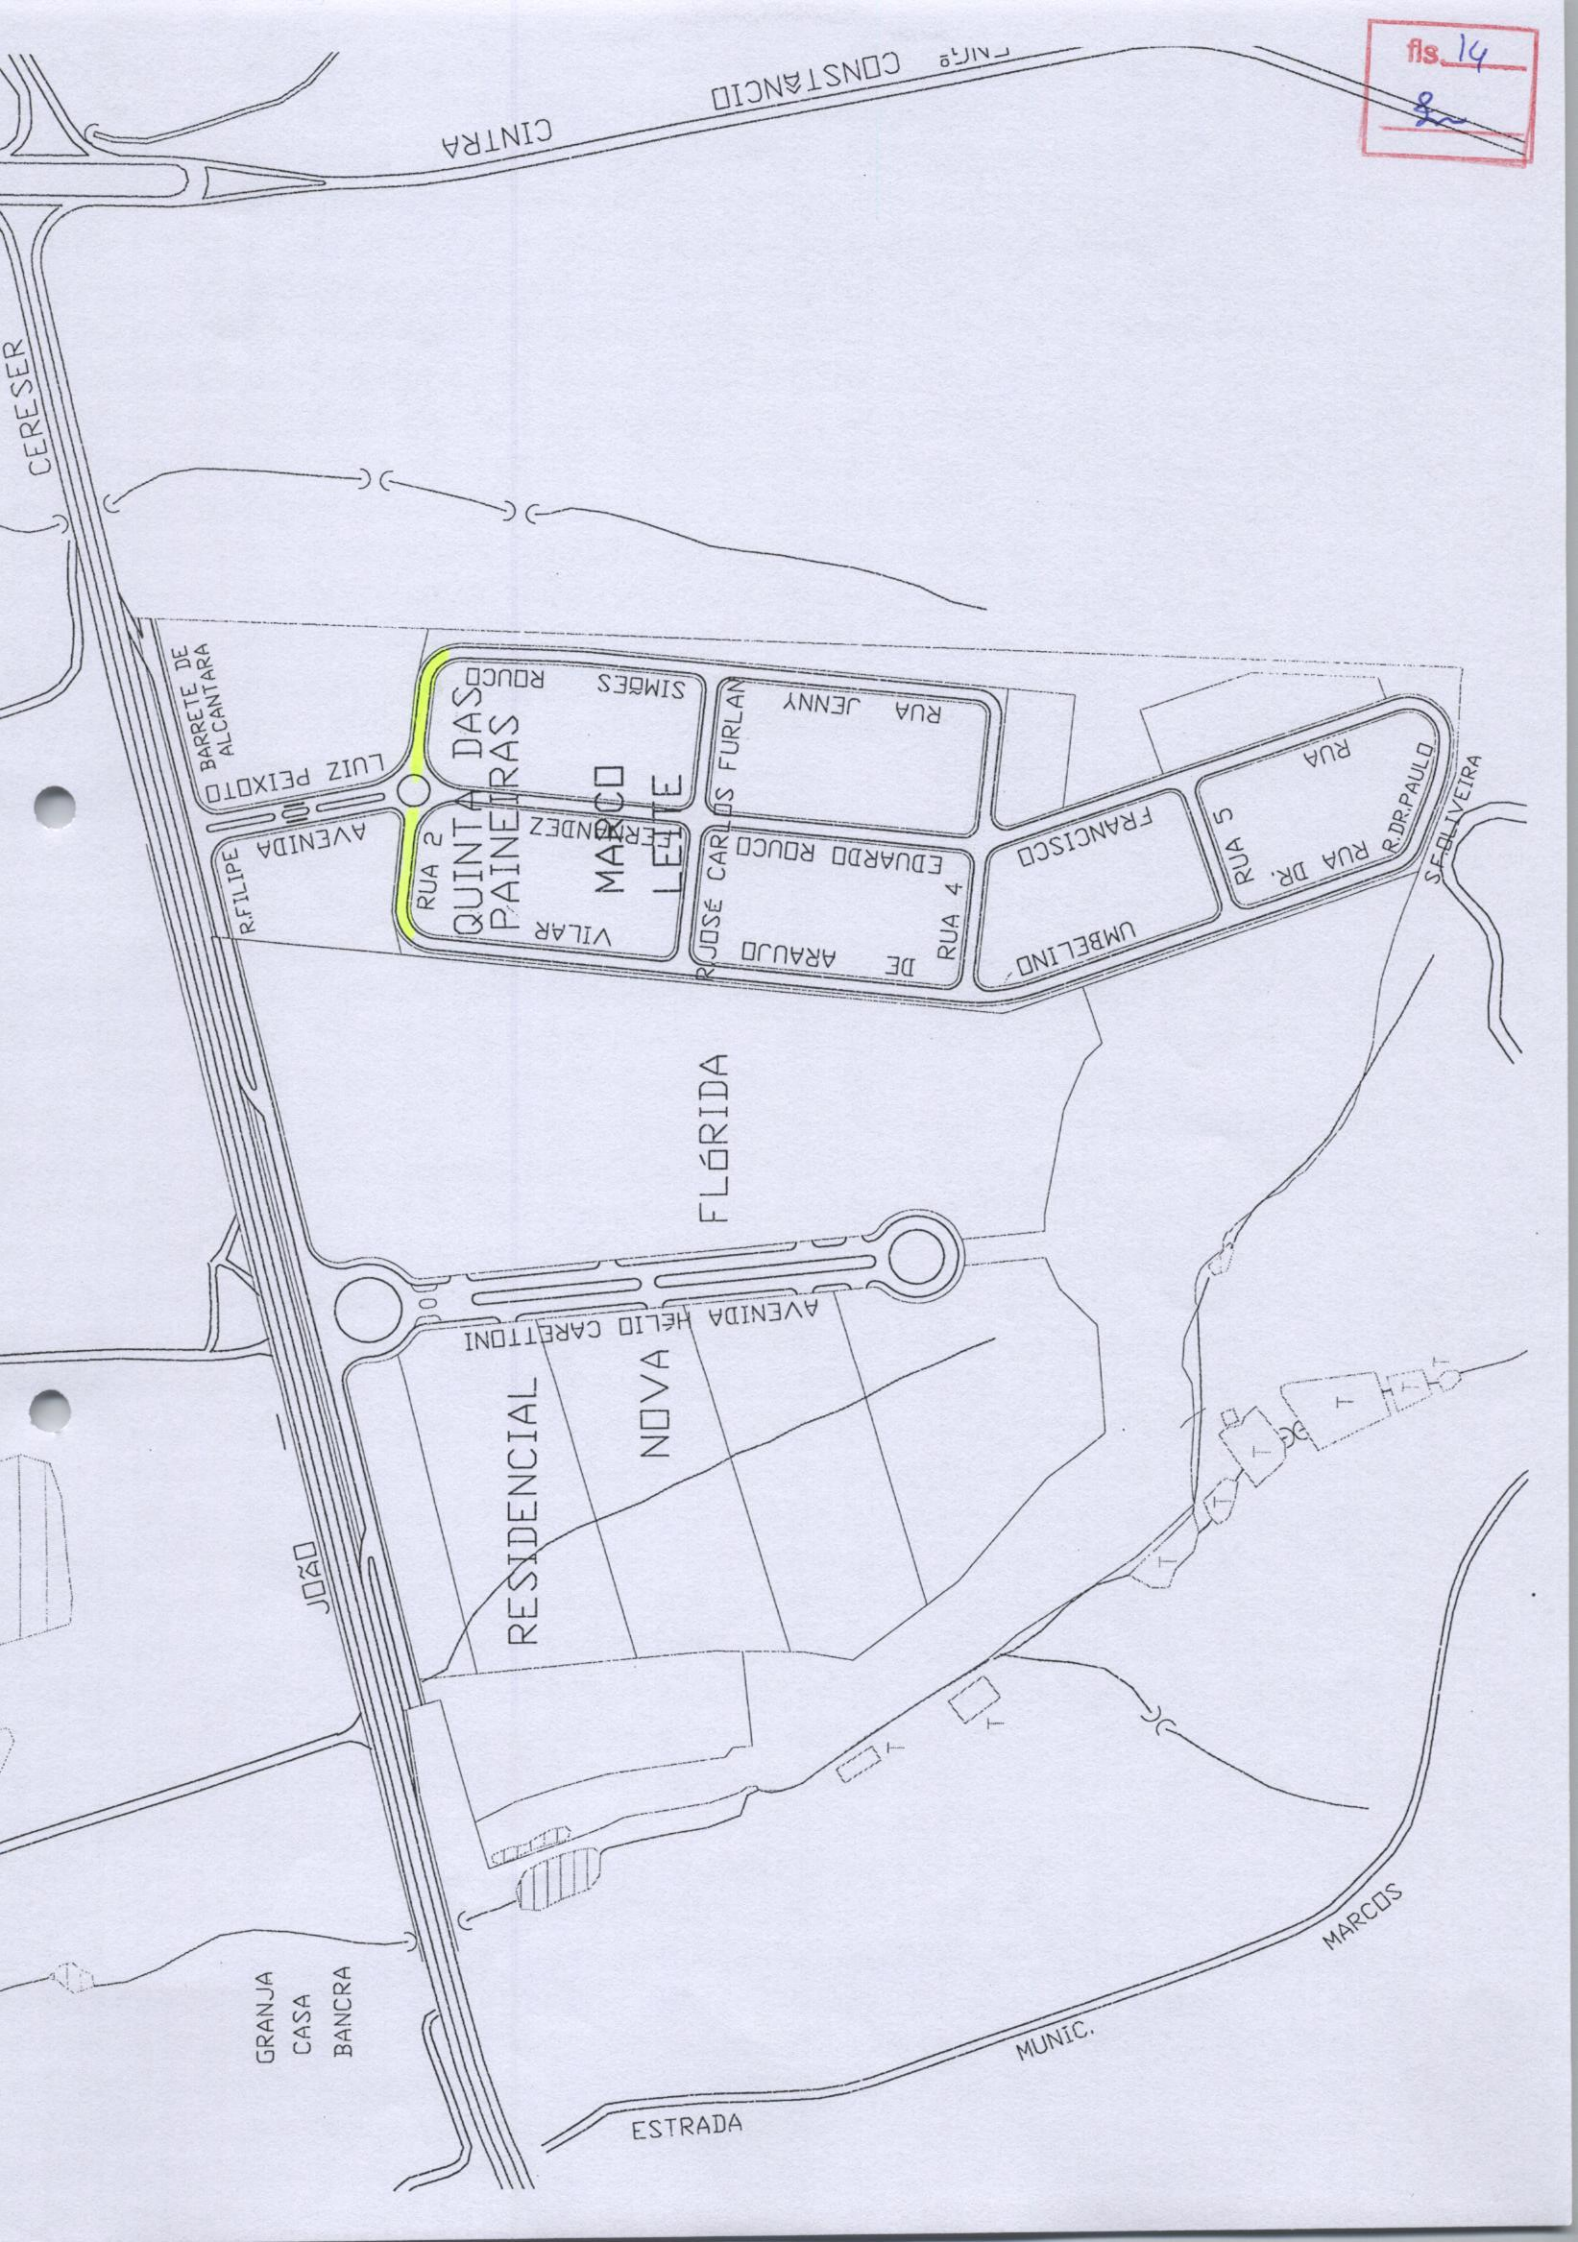 fls. 14
ENGº CONSTÂNCIO
CINTRA
CERESER
BARRETE DE
ALCANTARA
R.FILIPE
AVENIDA
LUIZ PEIXOTO
RUA 2
QUINTA DAS
PAINEIRAS
ROUCO
SIMÕES
RUA JENNY
MARCO
LEITE
FERNANDEZ
EDUARDO ROUCO
R.JOSÉ CARLOS FURLAN
VILAR
ARAUJO
DE
RUA 4
FRANCISCO
UMBELINO
RUA 5
RUA
RUA DR.
R.DR.PAULO
S.F.OLIVEIRA
FLÓRIDA
AVENIDA HÉLIO CARETTONI
NOVA
RESIDENCIAL
JOÃO
GRANJA
CASA
BANCRA
ESTRADA
MUNIC.
MARCOS